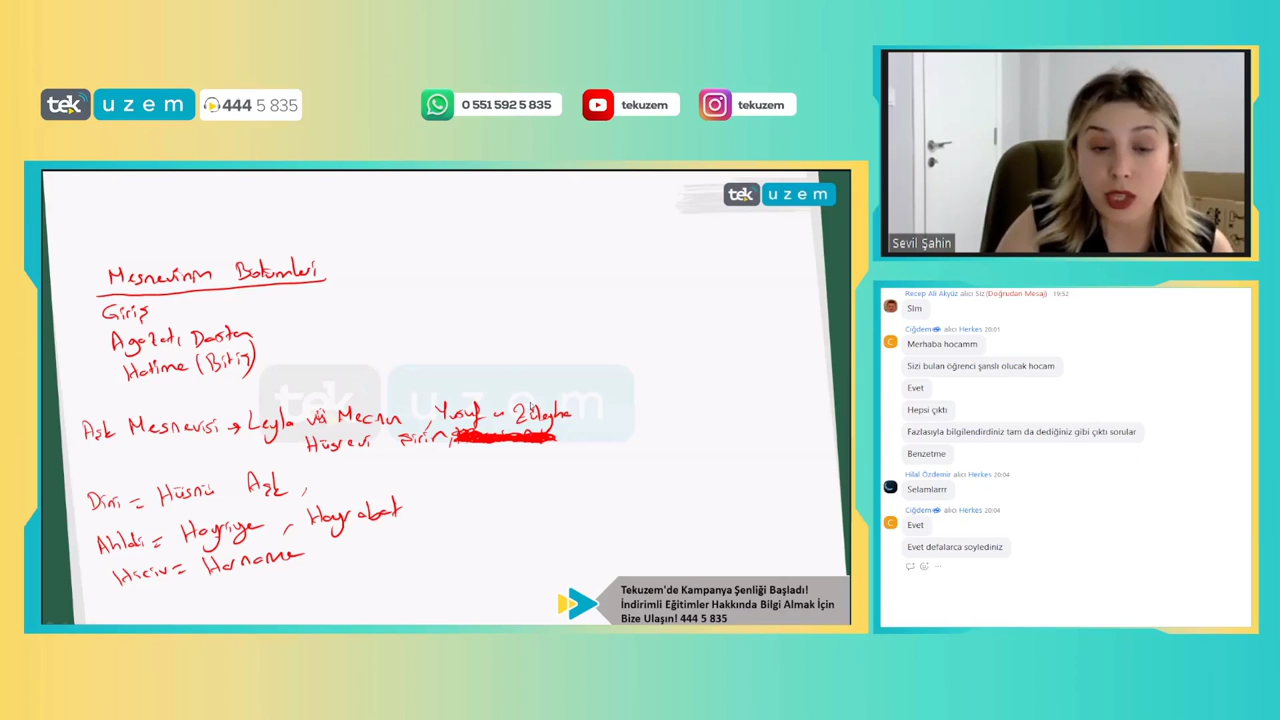 tek uzem 444 5 835
0 551 592 5 835
tekuzem
tekuzem
tek uzem
Mesnevinin Bölümleri
Giriş
Agazatı Dastan
Hatime (Bitiş)
tek uzem
Aşk Mesnevisi → Leyla vü Mecnun, Yusuf u Züleyha
Hüsrevi Şirin,
Dini = Hüsnü Aşk,
Ahlaki = Hayriye, Hayrabat
Hiciv = Harname
Tekuzem'de Kampanya Şenliği Başladı!
İndirimli Eğitimler Hakkında Bilgi Almak İçin
Bize Ulaşın! 444 5 835
Sevil Şahin
Recep Ali Akyüz alıcı Siz (Doğrudan Mesaj) 19:52
Slm
Çiğdem alıcı Herkes 20:01
C
Merhaba hocamm
Sizi bulan öğrenci şanslı olucak hocam
Evet
Hepsi çıktı
Fazlasıyla bilgilendirdiniz tam da dediğiniz gibi çıktı sorular
Benzetme
Hilal Özdemir alıcı Herkes 20:04
Selamlarrr
Çiğdem alıcı Herkes 20:04
C
Evet
Evet defalarca soylediniz